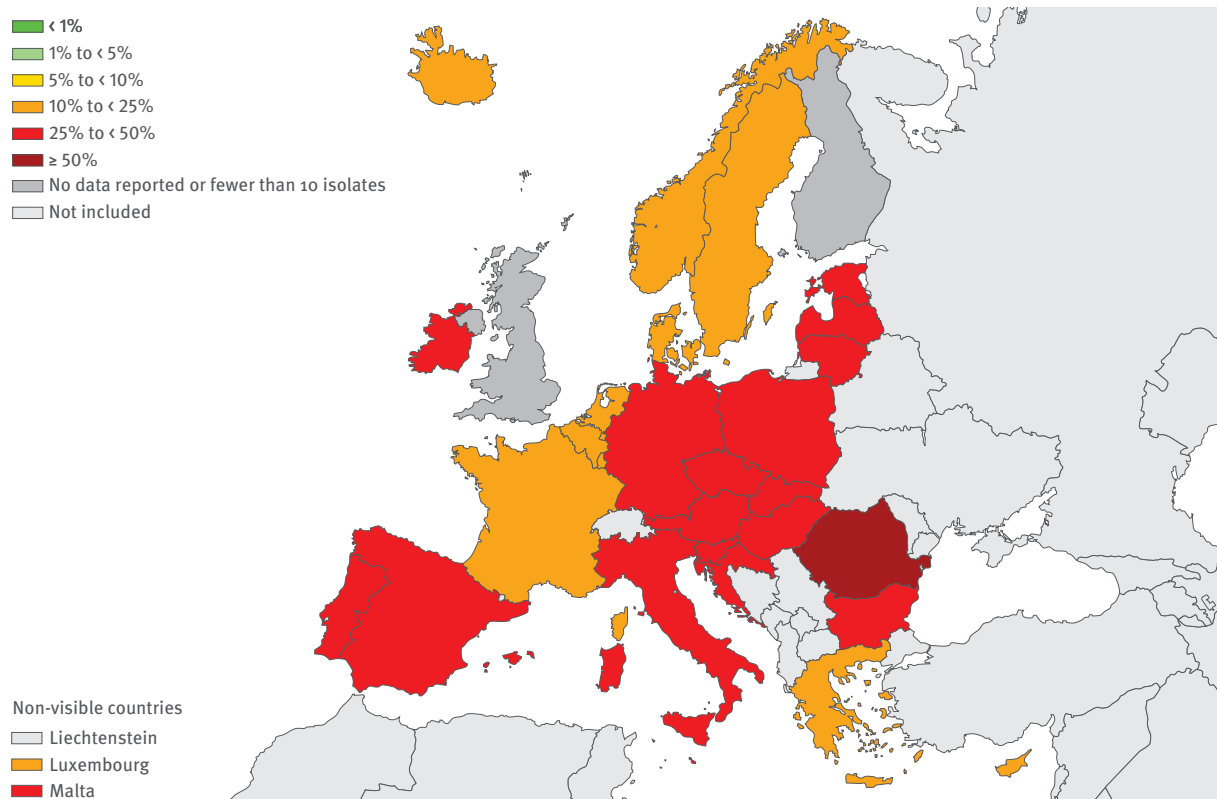 < 1%
1% to < 5%
5% to < 10%
10% to < 25%
25% to < 50%
≥ 50%
No data reported or fewer than 10 isolates
Not included
Non-visible countries
Liechtenstein
Luxembourg
Malta